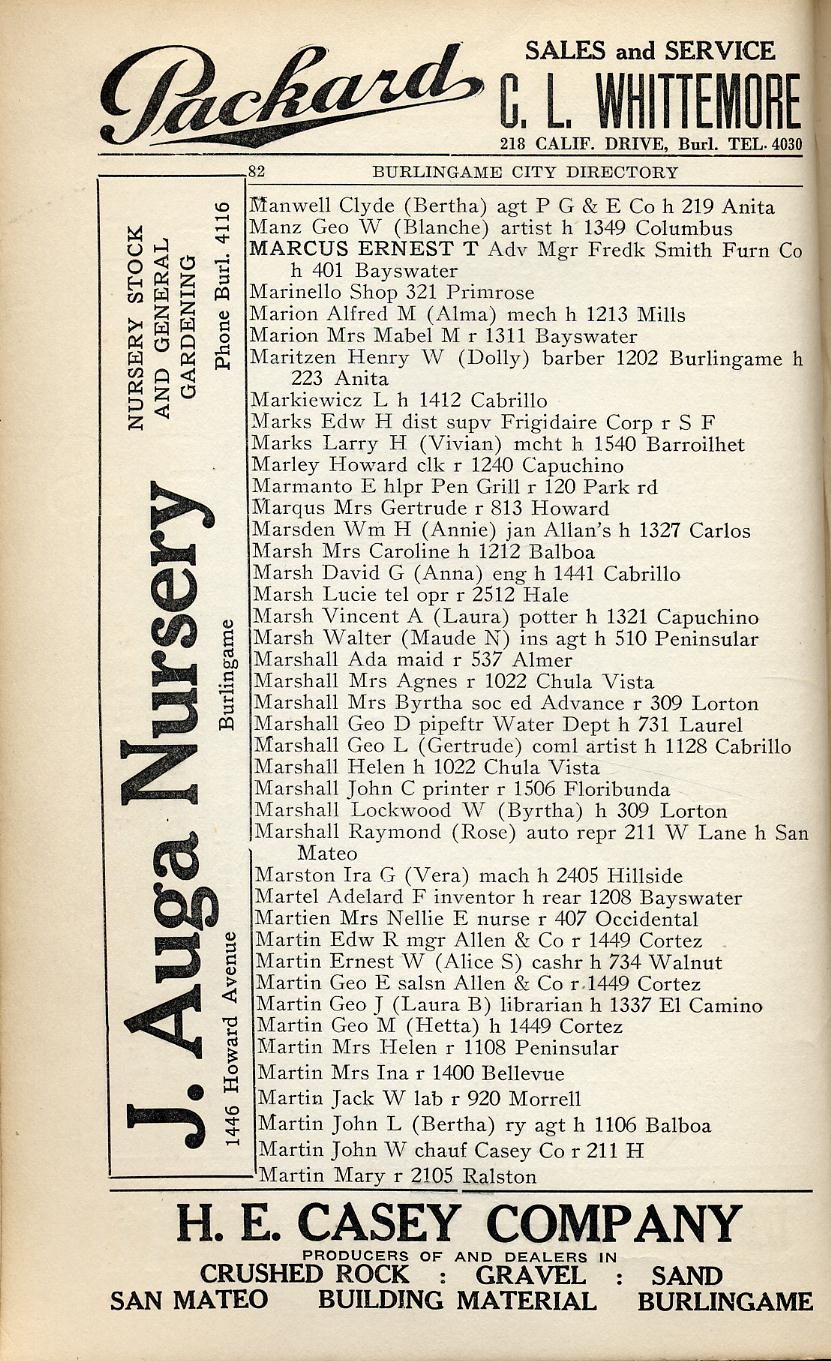 Packard
SALES and SERVICE
C. L. WHITTEMORE
218 CALIF. DRIVE, Burl. TEL. 4030
82 BURLINGAME CITY DIRECTORY
Manwell Clyde (Bertha) agt P G & E Co h 219 Anita
Manz Geo W (Blanche) artist h 1349 Columbus
MARCUS ERNEST T Adv Mgr Fredk Smith Furn Co
h 401 Bayswater
Marinello Shop 321 Primrose
Marion Alfred M (Alma) mech h 1213 Mills
Marion Mrs Mabel M r 1311 Bayswater
Maritzen Henry W (Dolly) barber 1202 Burlingame h
223 Anita
Markiewicz L h 1412 Cabrillo
Marks Edw H dist supv Frigidaire Corp r S F
Marks Larry H (Vivian) mcht h 1540 Barroilhet
Marley Howard clk r 1240 Capuchino
Marmanto E hlpr Pen Grill r 120 Park rd
Marqus Mrs Gertrude r 813 Howard
Marsden Wm H (Annie) jan Allan's h 1327 Carlos
Marsh Mrs Caroline h 1212 Balboa
Marsh David G (Anna) eng h 1441 Cabrillo
Marsh Lucie tel opr r 2512 Hale
Marsh Vincent A (Laura) potter h 1321 Capuchino
Marsh Walter (Maude N) ins agt h 510 Peninsular
Marshall Ada maid r 537 Almer
Marshall Mrs Agnes r 1022 Chula Vista
Marshall Mrs Byrtha soc ed Advance r 309 Lorton
Marshall Geo D pipeftr Water Dept h 731 Laurel
Marshall Geo L (Gertrude) coml artist h 1128 Cabrillo
Marshall Helen h 1022 Chula Vista
Marshall John C printer r 1506 Floribunda
Marshall Lockwood W (Byrtha) h 309 Lorton
Marshall Raymond (Rose) auto repr 211 W Lane h San
Mateo
Marston Ira G (Vera) mach h 2405 Hillside
Martel Adelard F inventor h rear 1208 Bayswater
Martien Mrs Nellie E nurse r 407 Occidental
Martin Edw R mgr Allen & Co r 1449 Cortez
Martin Ernest W (Alice S) cashr h 734 Walnut
Martin Geo E salsn Allen & Co r 1449 Cortez
Martin Geo J (Laura B) librarian h 1337 El Camino
Martin Geo M (Hetta) h 1449 Cortez
Martin Mrs Helen r 1108 Peninsular
Martin Mrs Ina r 1400 Bellevue
Martin Jack W lab r 920 Morrell
Martin John L (Bertha) ry agt h 1106 Balboa
Martin John W chauf Casey Co r 211 H
Martin Mary r 2105 Ralston
J. Auga Nursery
NURSERY STOCK
AND GENERAL
GARDENING
1446 Howard Avenue Burlingame Phone Burl. 4116
H. E. CASEY COMPANY
PRODUCERS OF AND DEALERS IN
CRUSHED ROCK : GRAVEL : SAND
SAN MATEO BUILDING MATERIAL BURLINGAME